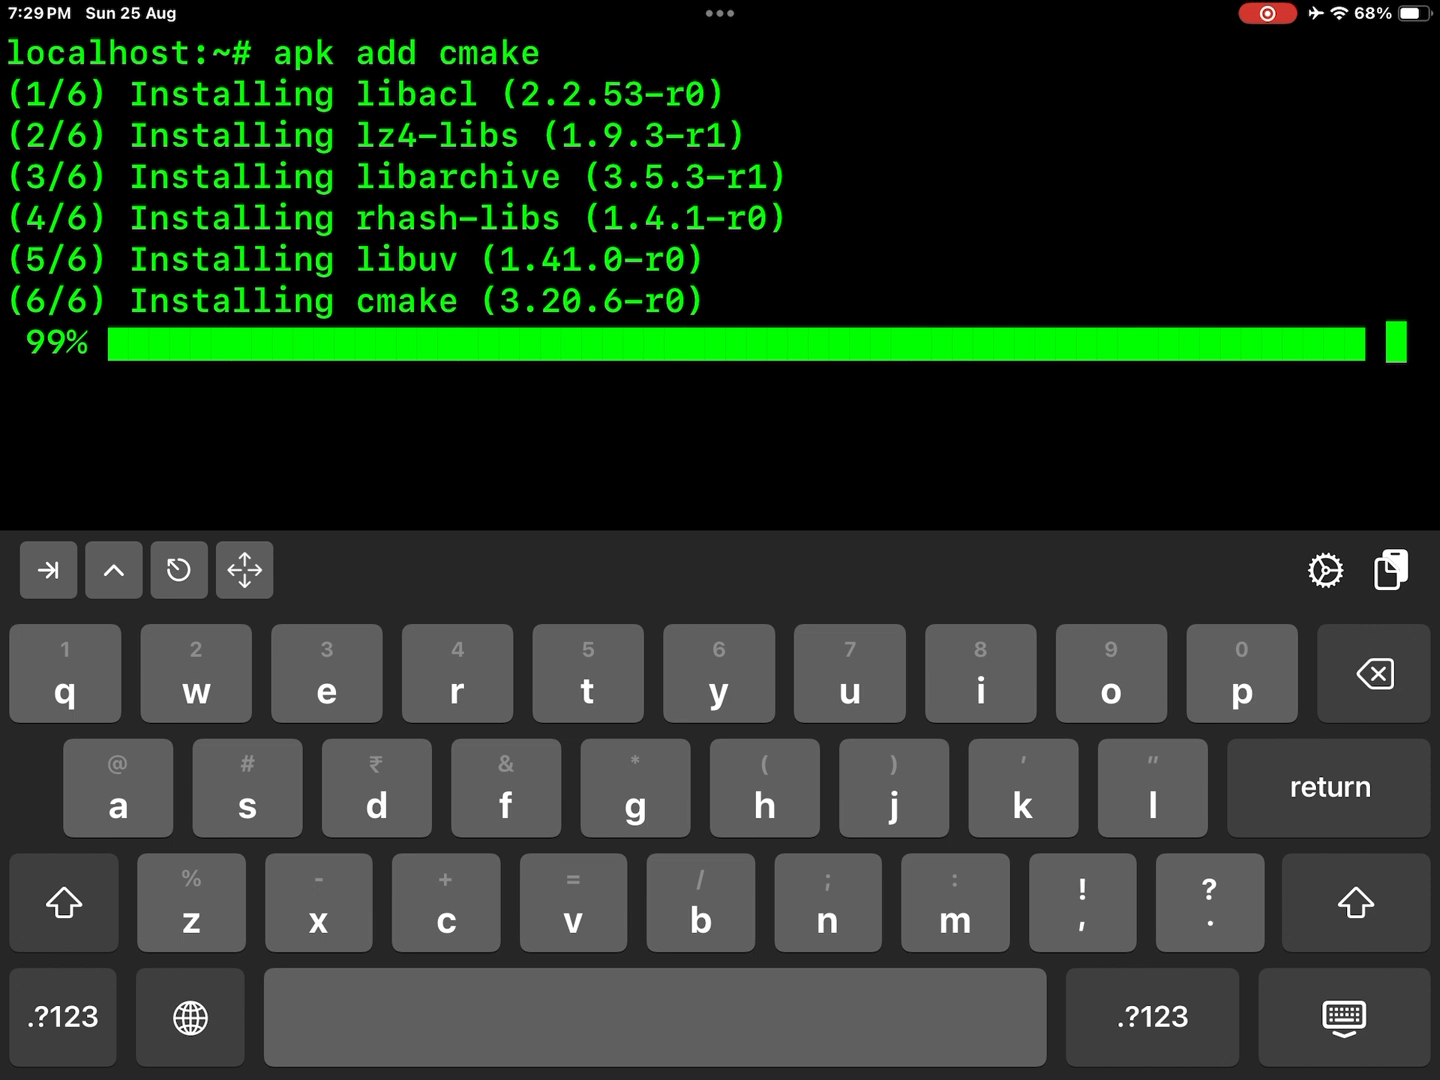 7:29 PM Sun 25 Aug 68%
localhost:~# apk add cmake
(1/6) Installing libacl (2.2.53-r0)
(2/6) Installing lz4-libs (1.9.3-r1)
(3/6) Installing libarchive (3.5.3-r1)
(4/6) Installing rhash-libs (1.4.1-r0)
(5/6) Installing libuv (1.41.0-r0)
(6/6) Installing cmake (3.20.6-r0)
99%
1 2 3 4 5 6 7 8 9 0
q w e r t y u i o p
@ # ₹ & * ( ) ' "
a s d f g h j k l return
% - + = / ; : ! ?
z x c v b n m , .
.?123 .?123